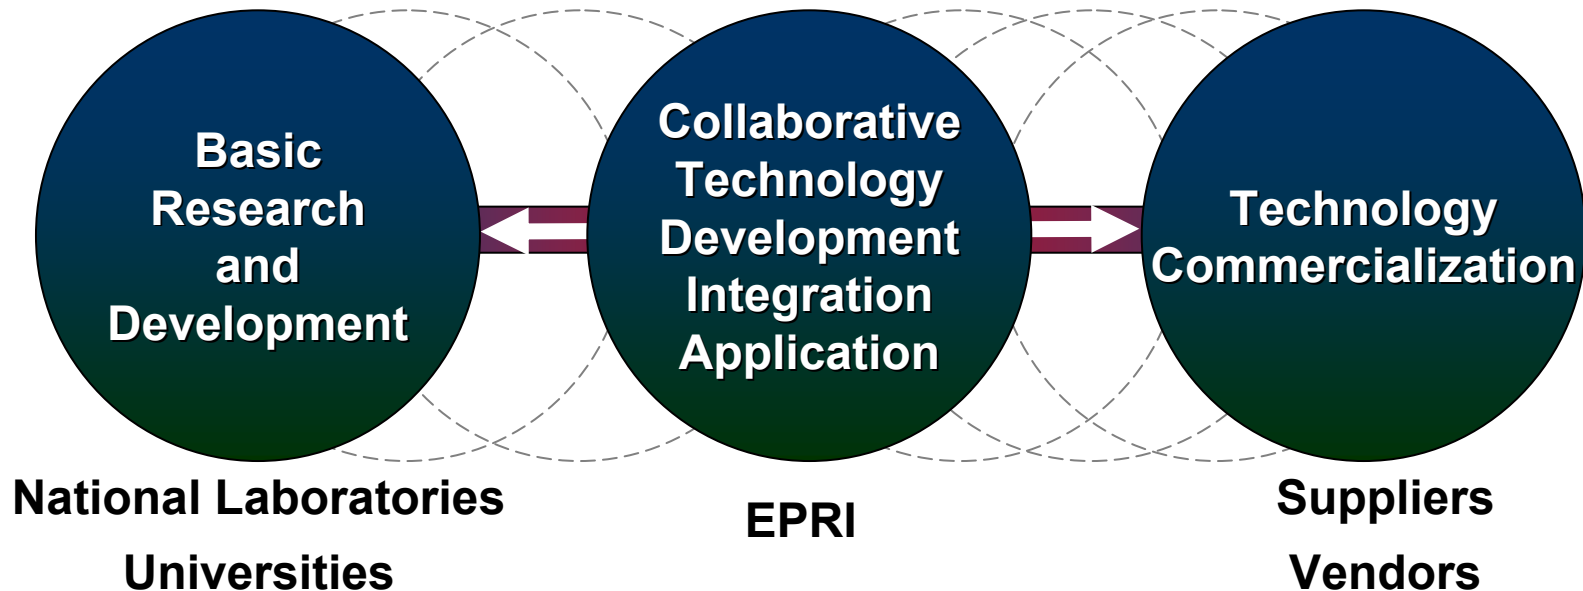 Basic
Research
and
Development
Collaborative
Technology
Development
Integration
Application
Technology
Commercialization
National Laboratories
Universities
EPRI
Suppliers
Vendors